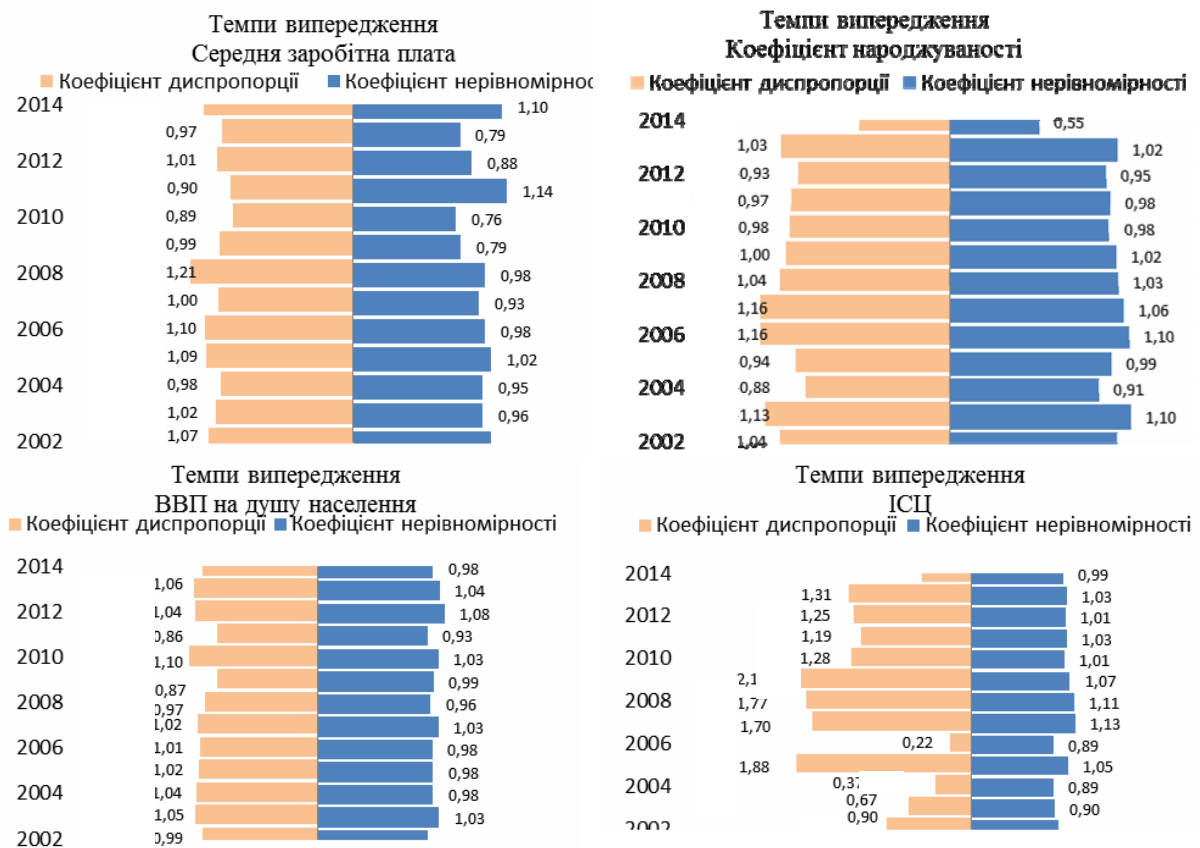 Темпи випередження
Середня заробітна плата
Коефіцієнт диспропорції Коефіцієнт нерівномірнос
2014 1,10
0,97 0,79
2012 1,01 0,88
0,90 1,14
2010 0,89 0,76
0,99 0,79
2008 1,21 0,98
1,00 0,93
2006 1,10 0,98
1,09 1,02
2004 0,98 0,95
1,02 0,96
2002 1,07
Темпи випередження
Коефіцієнт народжуваності
Коефіцієнт диспропорції Коефіцієнт нерівномірності
2014 0,55
1,03 1,02
2012 0,93 0,95
0,97 0,98
2010 0,98 0,98
1,00 1,02
2008 1,04 1,03
1,16 1,06
2006 1,16 1,10
0,94 0,99
2004 0,88 0,91
1,13 1,10
2002 1,04
Темпи випередження
ВВП на душу населення
Коефіцієнт диспропорції Коефіцієнт нерівномірності
2014 0,98
1,06 1,04
2012 1,04 1,08
0,86 0,93
2010 1,10 1,03
0,87 0,99
2008 0,97 0,96
1,02 1,03
2006 1,01 0,98
1,02 0,98
2004 1,04 0,98
1,05 1,03
2002 0,99
Темпи випередження
ІСЦ
Коефіцієнт диспропорції Коефіцієнт нерівномірності
2014 0,99
1,31 1,03
2012 1,25 1,01
1,19 1,03
2010 1,28 1,01
2,1 1,07
2008 1,77 1,11
1,70 1,13
2006 0,22 0,89
1,88 1,05
2004 0,37 0,89
0,67 0,90
2002 0,90